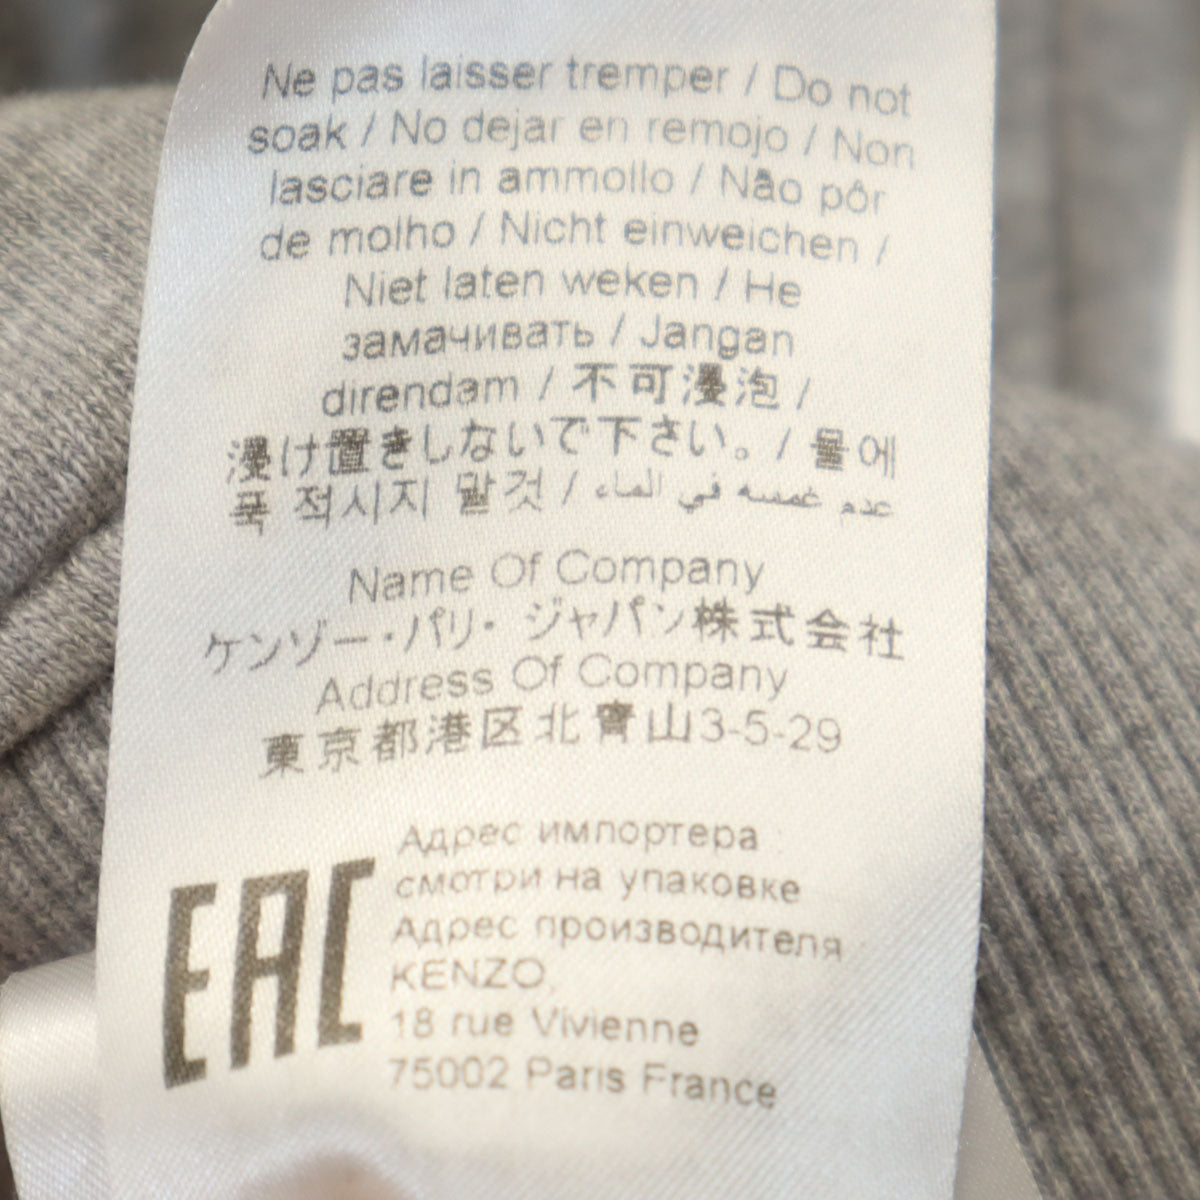 Ne pas laisser tremper / Do not
soak / No dejar en remojo / Non
lasciare in ammollo / Não pôr
de molho / Nicht einweichen /
Niet laten weken / Не
замачивать / Jangan
direndam / 不可浸泡 /
浸け置きしないで下さい。/ 물에
푹 적시지 말것 / عدم غمسه في الماء
Name Of Company
ケンゾー・パリ・ジャパン株式会社
Address Of Company
東京都港区北青山3-5-29
EAC
Адрес импортера
смотри на упаковке
Адрес производителя
KENZO,
18 rue Vivienne
75002 Paris France